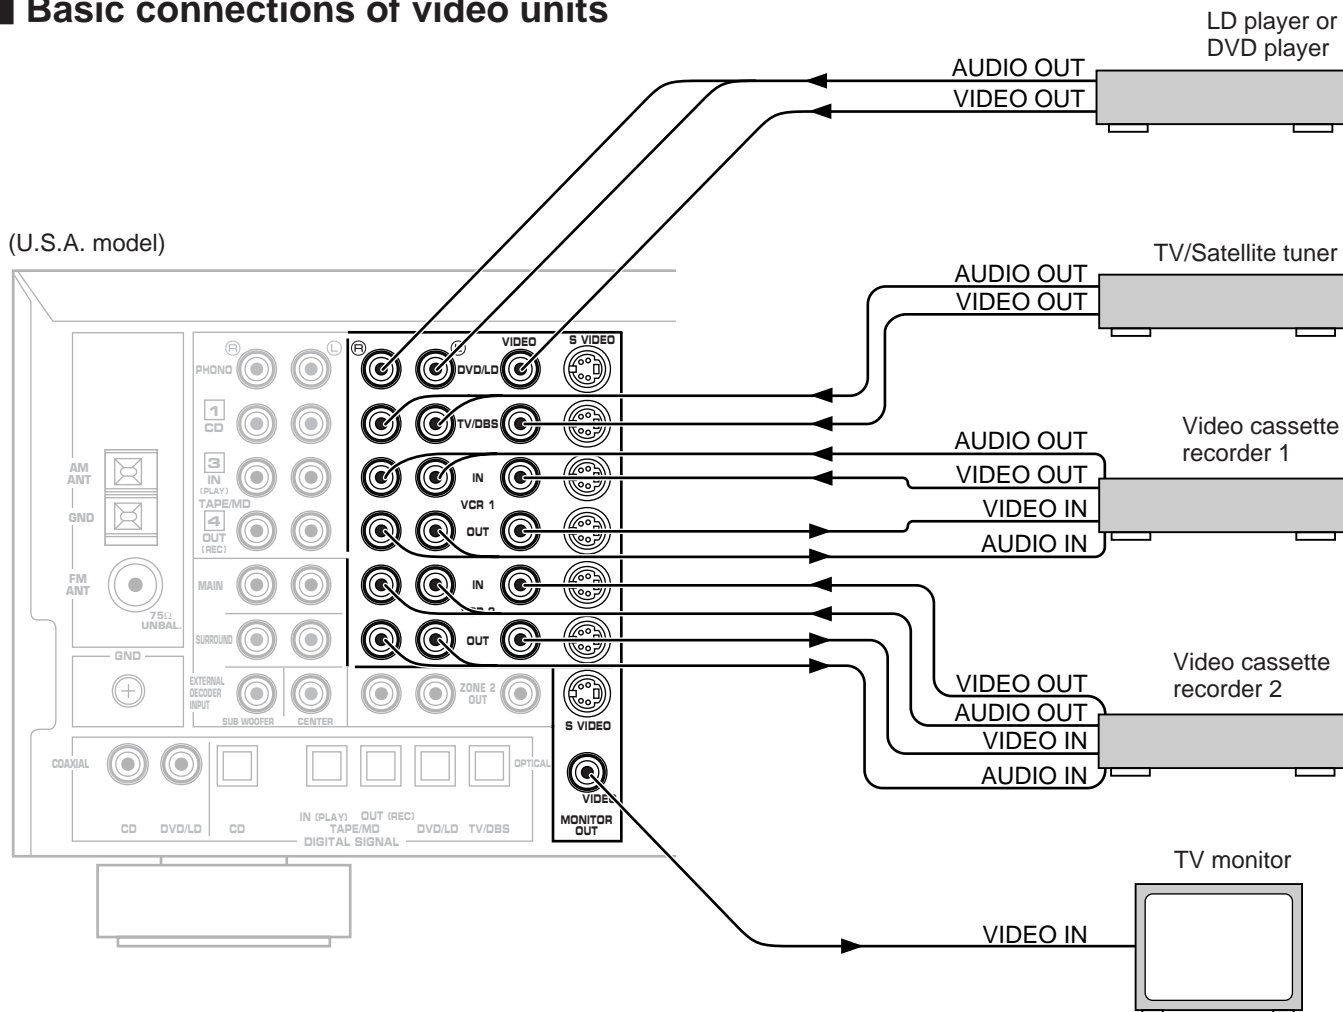 Basic connections of video units
LD player or
DVD player
AUDIO OUT
VIDEO OUT
(U.S.A. model)
TV/Satellite tuner
AUDIO OUT
VIDEO OUT
Video cassette
recorder 1
AUDIO OUT
VIDEO OUT
VIDEO IN
AUDIO IN
Video cassette
recorder 2
VIDEO OUT
AUDIO OUT
VIDEO IN
AUDIO IN
TV monitor
VIDEO IN
R
L
R
VIDEO
S VIDEO
PHONO
DVD/LD
1
CD
TV/DBS
AM
ANT
GND
3
IN
(PLAY)
TAPE/MD
4
OUT
(REC)
IN
VCR 1
OUT
FM
ANT
75Ω
UNBAL.
MAIN
IN
SURROUND
OUT
GND
EXTERNAL
DECODER
INPUT
SUB WOOFER
CENTER
ZONE 2
OUT
S VIDEO
COAXIAL
OPTICAL
VIDEO
CD
DVD/LD
CD
IN (PLAY) OUT (REC)
TAPE/MD
DVD/LD
TV/DBS
DIGITAL SIGNAL
MONITOR
OUT